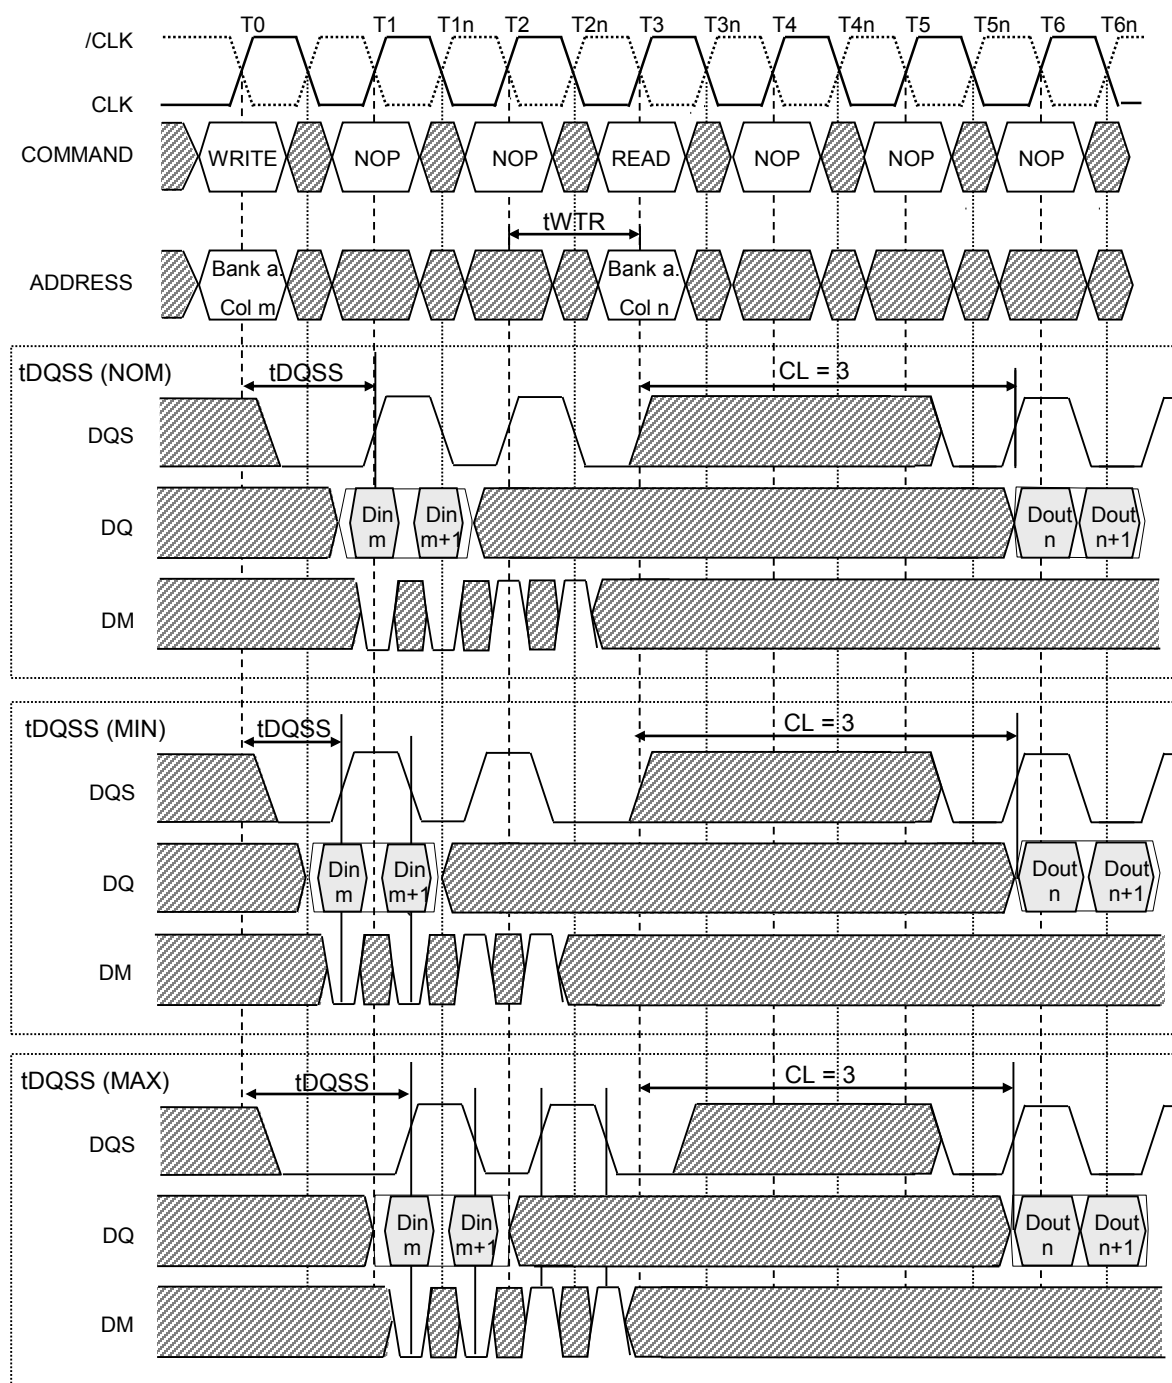 T0 T1 T1n T2 T2n T3 T3n T4 T4n T5 T5n T6 T6n
/CLK
CLK
COMMAND WRITE NOP NOP READ NOP NOP NOP
tWTR
ADDRESS Bank a. Col m Bank a. Col n
tDQSS (NOM) tDQSS CL = 3
DQS
DQ Din m Din m+1 Dout n Dout n+1
DM
tDQSS (MIN) tDQSS CL = 3
DQS
DQ Din m Din m+1 Dout n Dout n+1
DM
tDQSS (MAX) tDQSS CL = 3
DQS
DQ Din m Din m+1 Dout n Dout n+1
DM